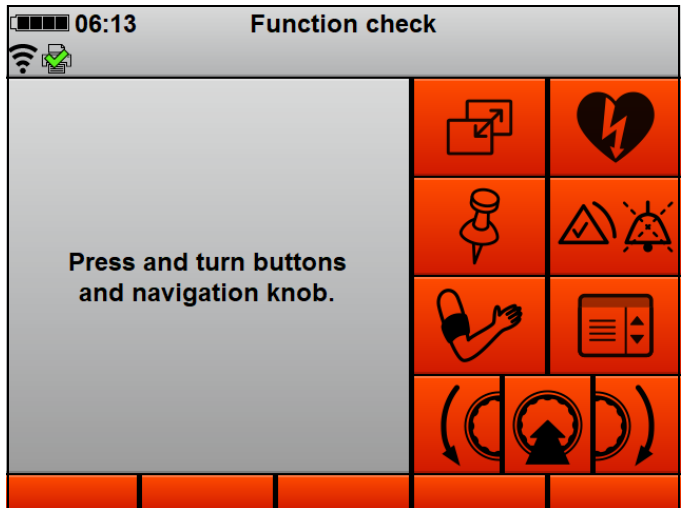 06:13 Function check
Press and turn buttons
and navigation knob.